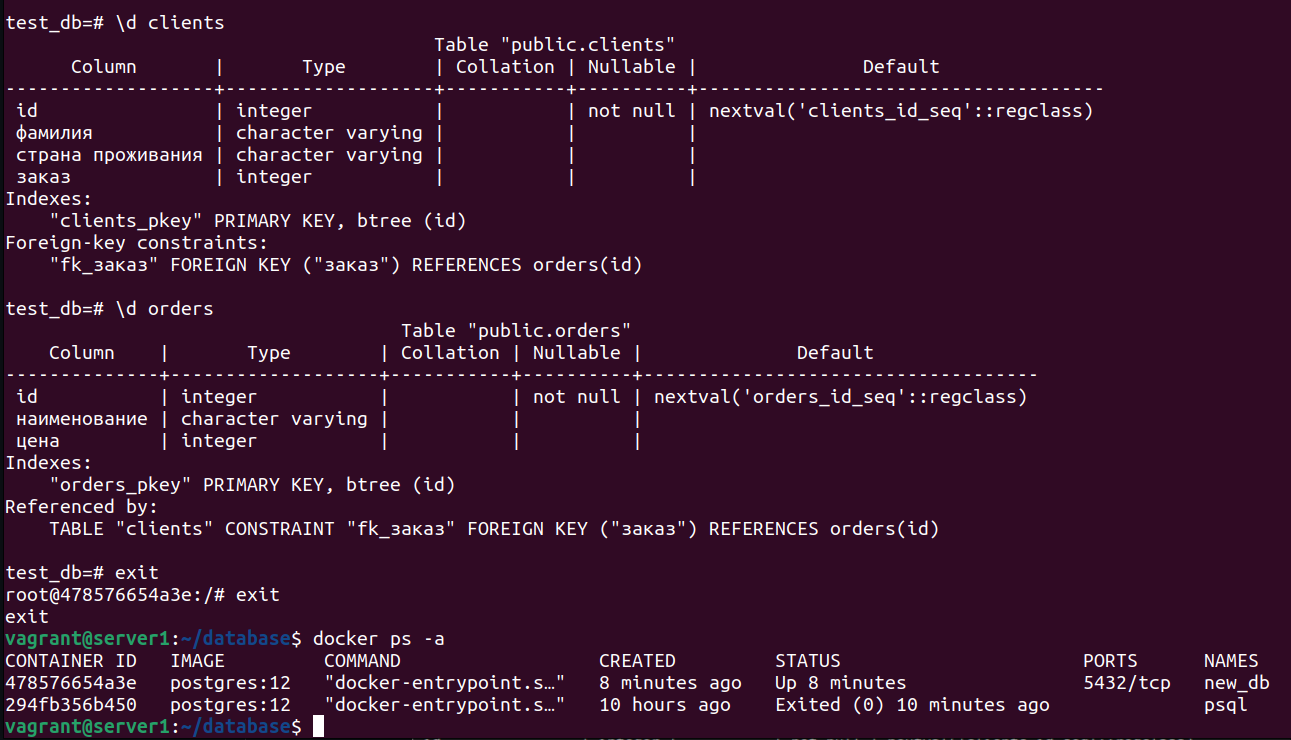 test_db=# \d clients
Table "public.clients"
Column | Type | Collation | Nullable | Default
-------------------+-------------------+-----------+----------+-------------------------------------
id | integer | | not null | nextval('clients_id_seq'::regclass)
фамилия | character varying | | |
страна проживания | character varying | | |
заказ | integer | | |
Indexes:
"clients_pkey" PRIMARY KEY, btree (id)
Foreign-key constraints:
"fk_заказ" FOREIGN KEY ("заказ") REFERENCES orders(id)
test_db=# \d orders
Table "public.orders"
Column | Type | Collation | Nullable | Default
--------------+-------------------+-----------+----------+------------------------------------
id | integer | | not null | nextval('orders_id_seq'::regclass)
наименование | character varying | | |
цена | integer | | |
Indexes:
"orders_pkey" PRIMARY KEY, btree (id)
Referenced by:
TABLE "clients" CONSTRAINT "fk_заказ" FOREIGN KEY ("заказ") REFERENCES orders(id)
test_db=# exit
root@478576654a3e:/# exit
exit
vagrant@server1:~/database$ docker ps -a
CONTAINER ID IMAGE COMMAND CREATED STATUS PORTS NAMES
478576654a3e postgres:12 "docker-entrypoint.s…" 8 minutes ago Up 8 minutes 5432/tcp new_db
294fb356b450 postgres:12 "docker-entrypoint.s…" 10 hours ago Exited (0) 10 minutes ago psql
vagrant@server1:~/database$